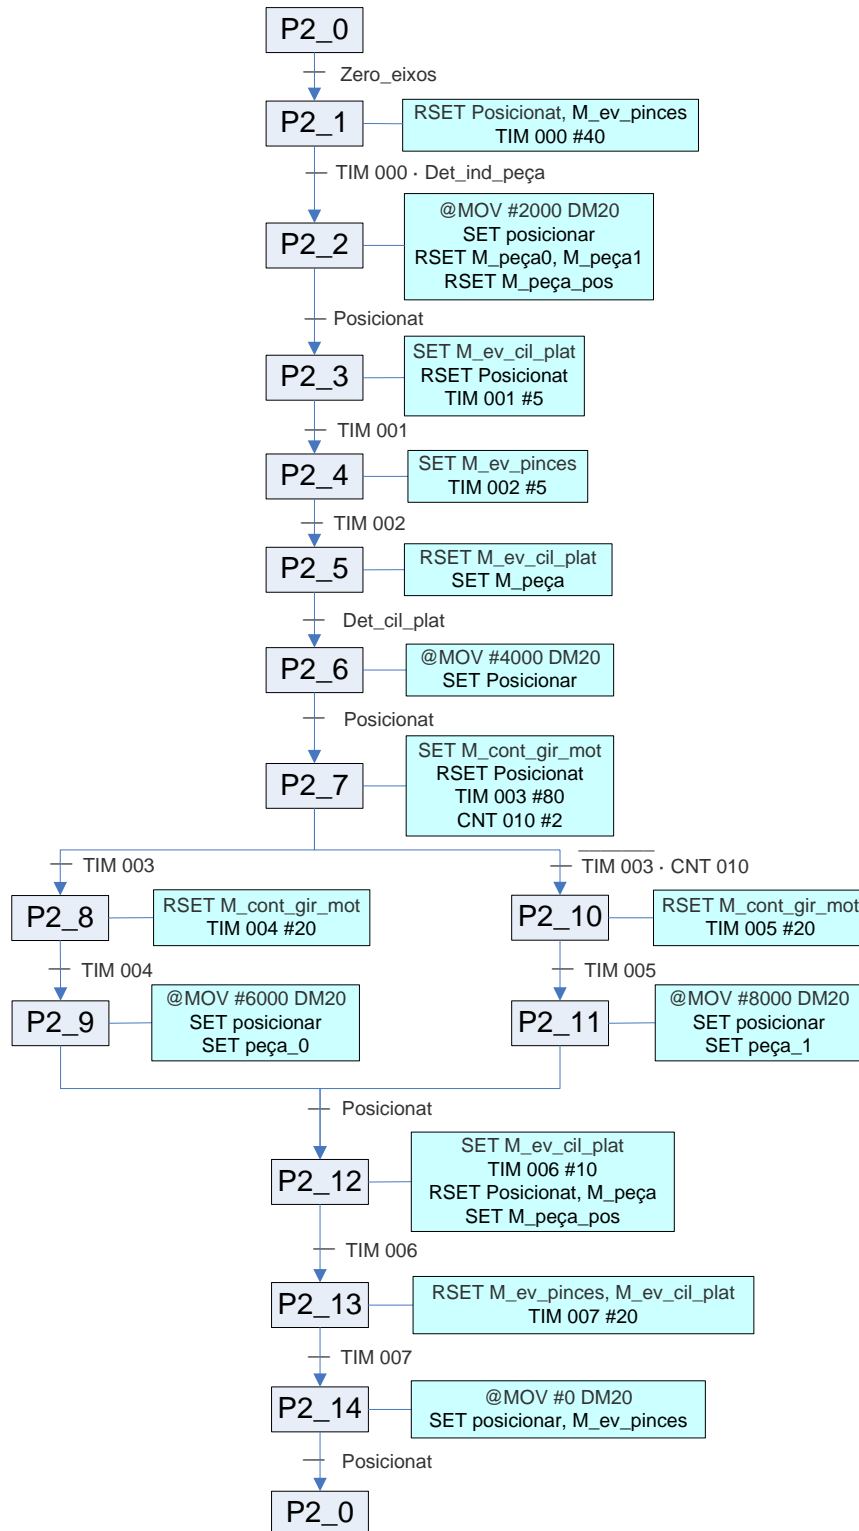 P2_0
Zero_eixos
P2_1
RSET Posicionat, M_ev_pinces
TIM 000 #40
TIM 000 · Det_ind_peça
P2_2
@MOV #2000 DM20
SET posicionar
RSET M_peça0, M_peça1
RSET M_peça_pos
Posicionat
P2_3
SET M_ev_cil_plat
RSET Posicionat
TIM 001 #5
TIM 001
P2_4
SET M_ev_pinces
TIM 002 #5
TIM 002
P2_5
RSET M_ev_cil_plat
SET M_peça
Det_cil_plat
P2_6
@MOV #4000 DM20
SET Posicionar
Posicionat
P2_7
SET M_cont_gir_mot
RSET Posicionat
TIM 003 #80
CNT 010 #2
TIM 003
P2_8
RSET M_cont_gir_mot
TIM 004 #20
TIM 004
P2_9
@MOV #6000 DM20
SET posicionar
SET peça_0
TIM 003 · CNT 010
P2_10
RSET M_cont_gir_mot
TIM 005 #20
TIM 005
P2_11
@MOV #8000 DM20
SET posicionar
SET peça_1
Posicionat
P2_12
SET M_ev_cil_plat
TIM 006 #10
RSET Posicionat, M_peça
SET M_peça_pos
TIM 006
P2_13
RSET M_ev_pinces, M_ev_cil_plat
TIM 007 #20
TIM 007
P2_14
@MOV #0 DM20
SET posicionar, M_ev_pinces
Posicionat
P2_0